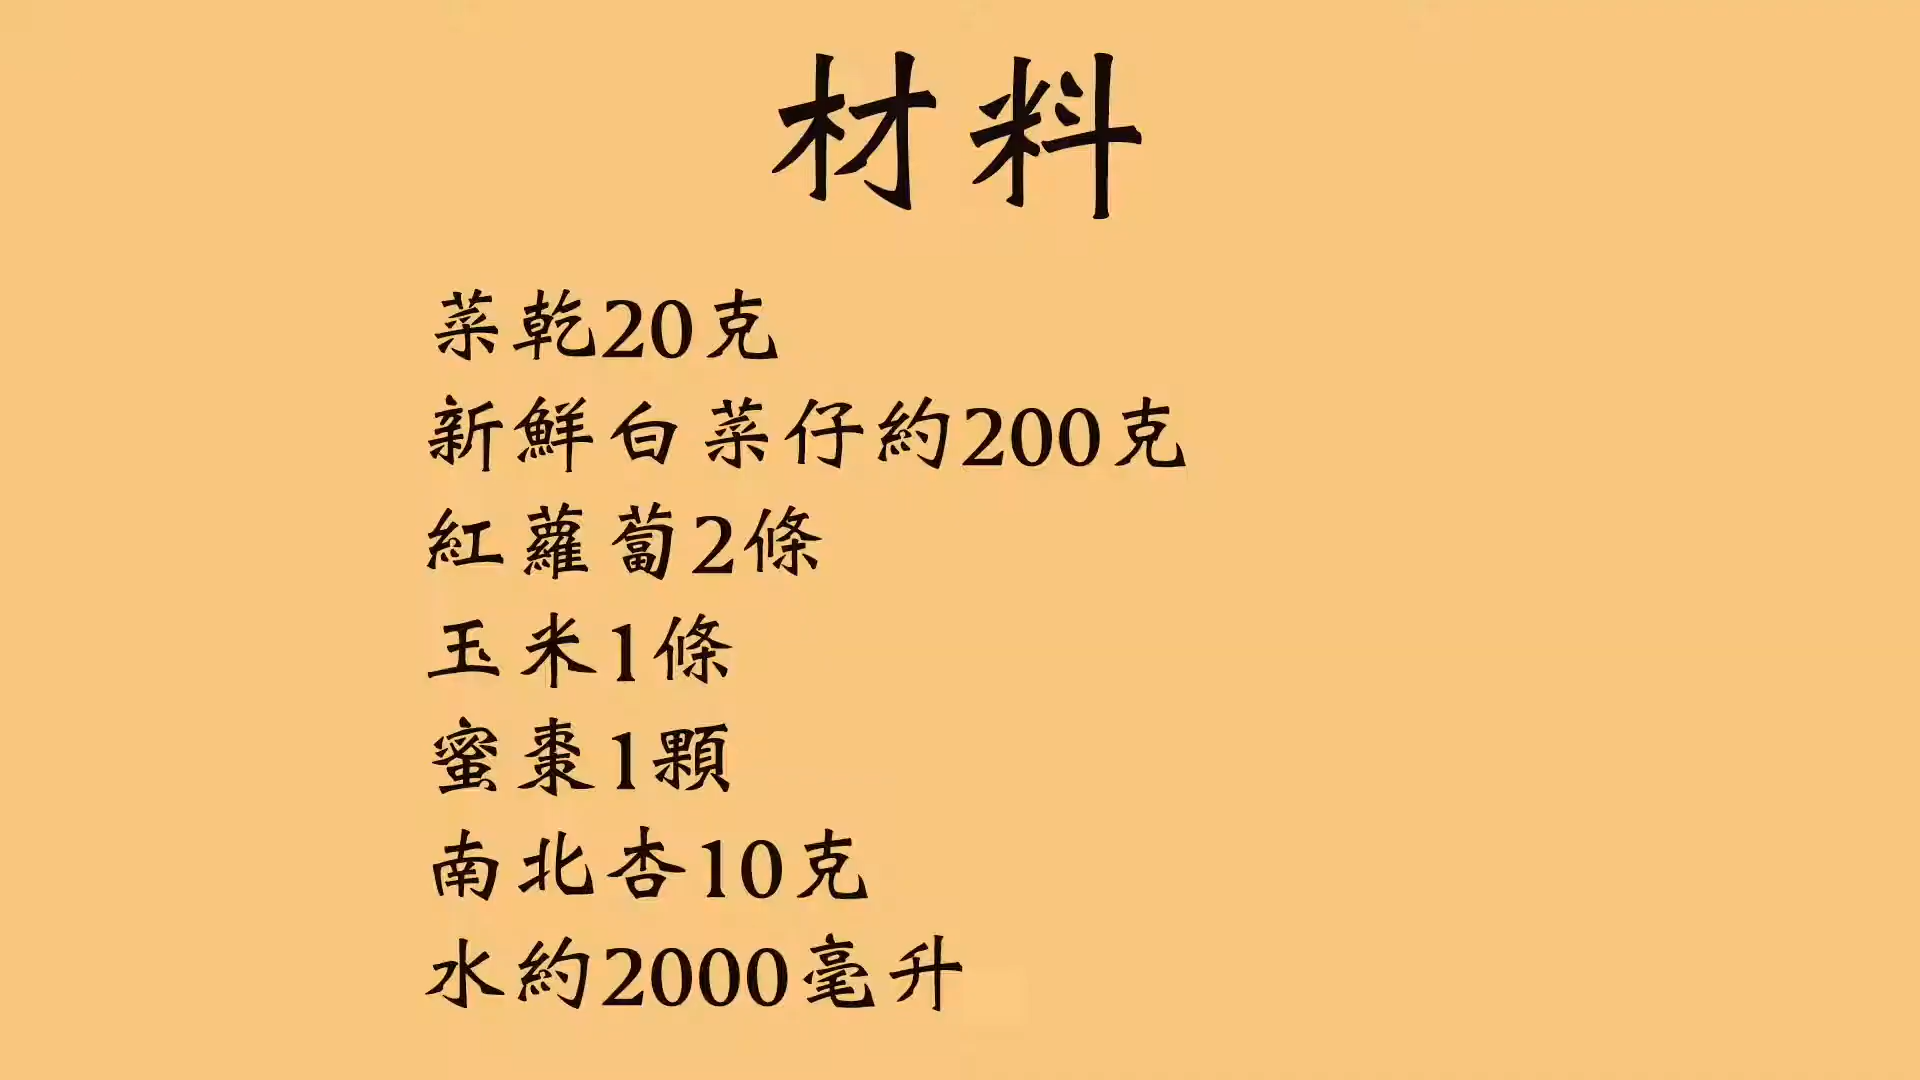 材料
菜乾20克
新鮮白菜仔約200克
紅蘿蔔2條
玉米1條
蜜棗1顆
南北杏10克
水約2000毫升